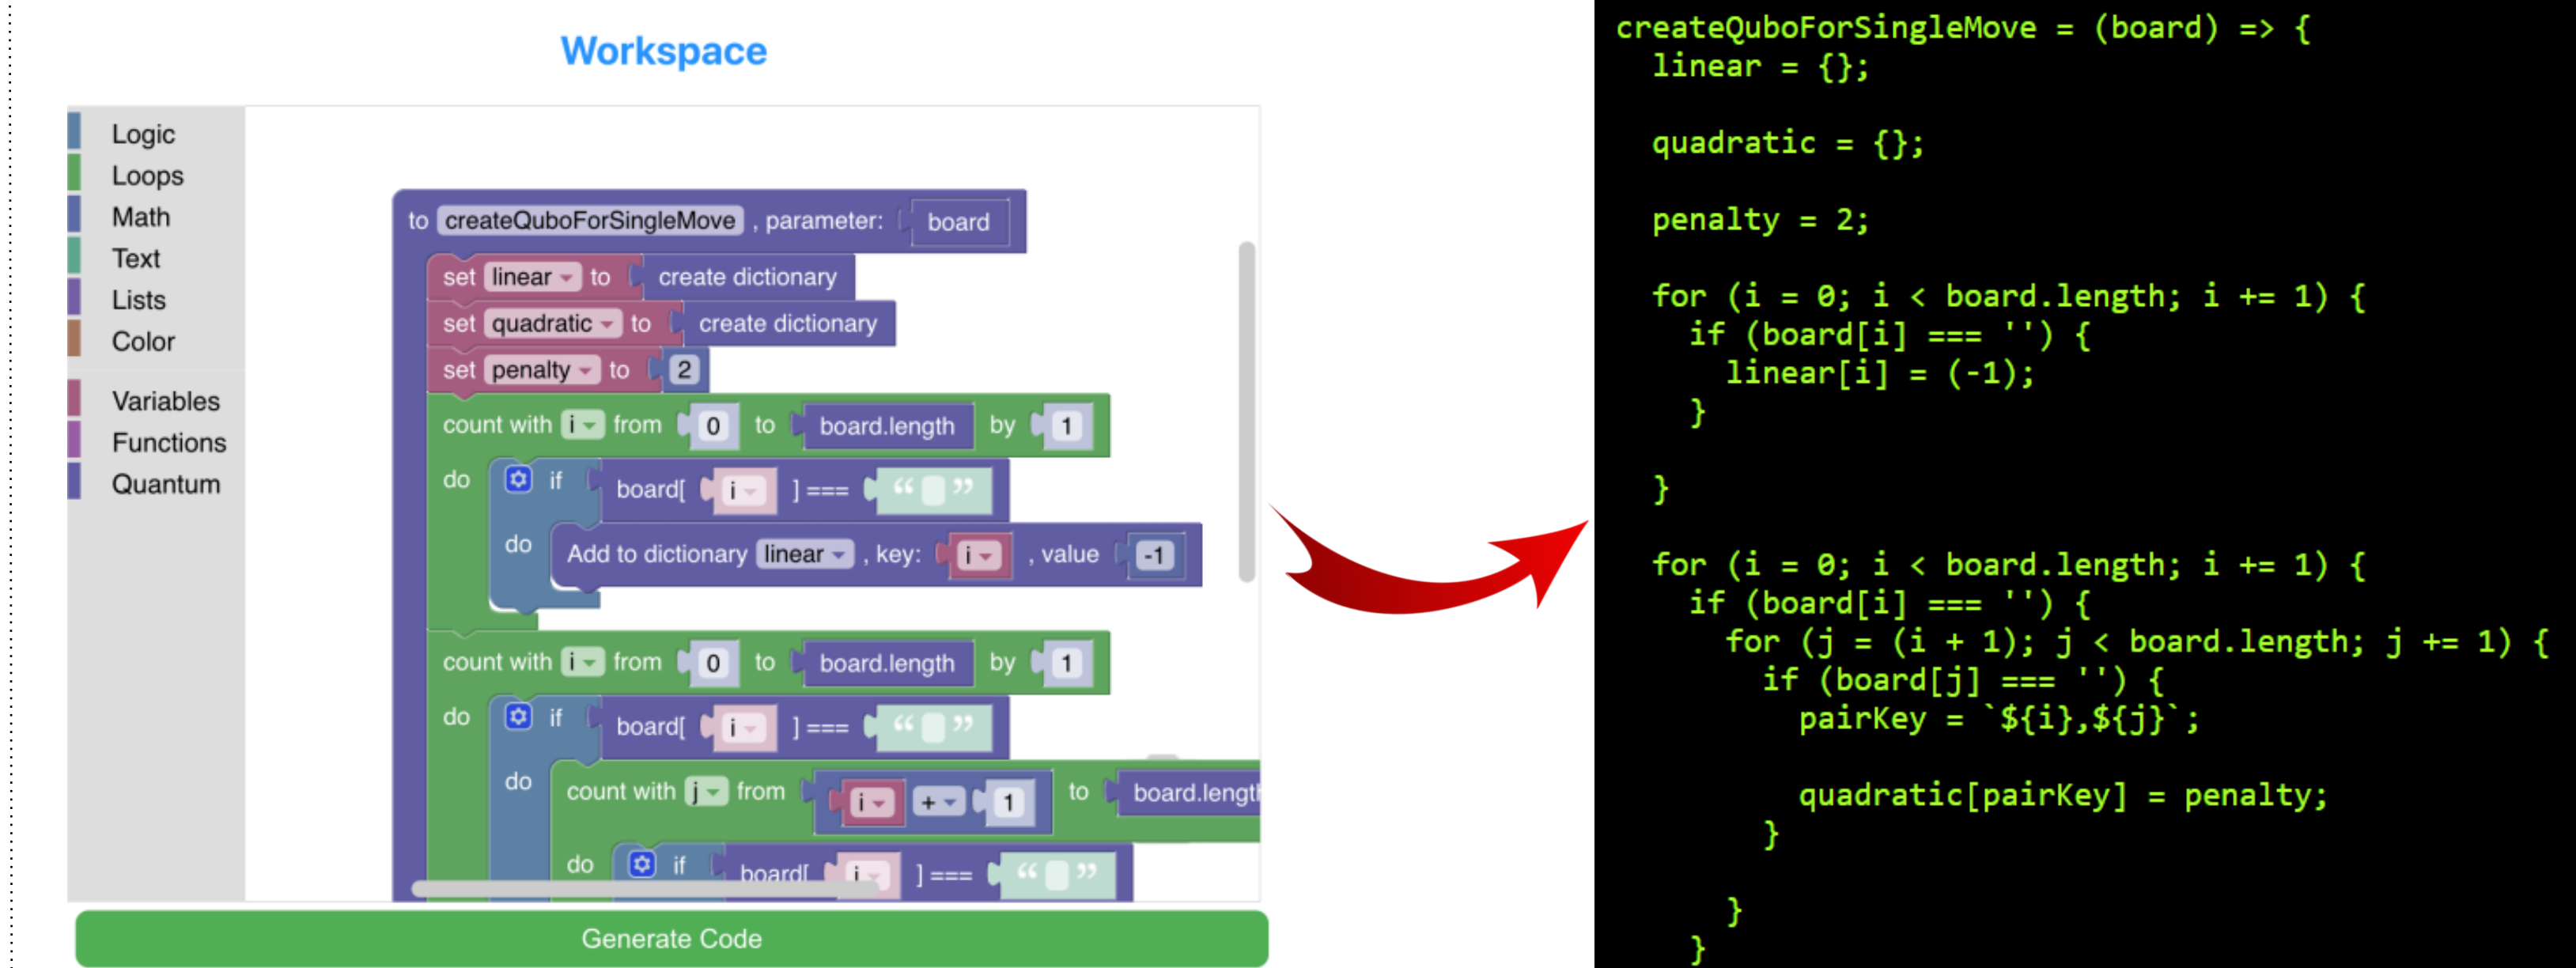 Workspace
Logic
Loops
Math
Text
Lists
Color
Variables
Functions
Quantum
to createQuboForSingleMove , parameter: board
set linear to create dictionary
set quadratic to create dictionary
set penalty to 2
count with i from 0 to board.length by 1
do if board[ i ] === “ ”
do Add to dictionary linear , key: i , value -1
count with i from 0 to board.length by 1
do if board[ i ] === “ ”
do count with j from i + 1 to board.length
do if board[ i ] === “ ”
Generate Code
createQuboForSingleMove = (board) => {
linear = {};
quadratic = {};
penalty = 2;
for (i = 0; i < board.length; i += 1) {
if (board[i] === '') {
linear[i] = (-1);
}
}
for (i = 0; i < board.length; i += 1) {
if (board[i] === '') {
for (j = (i + 1); j < board.length; j += 1) {
if (board[j] === '') {
pairKey = `${i},${j}`;
quadratic[pairKey] = penalty;
}
}
}